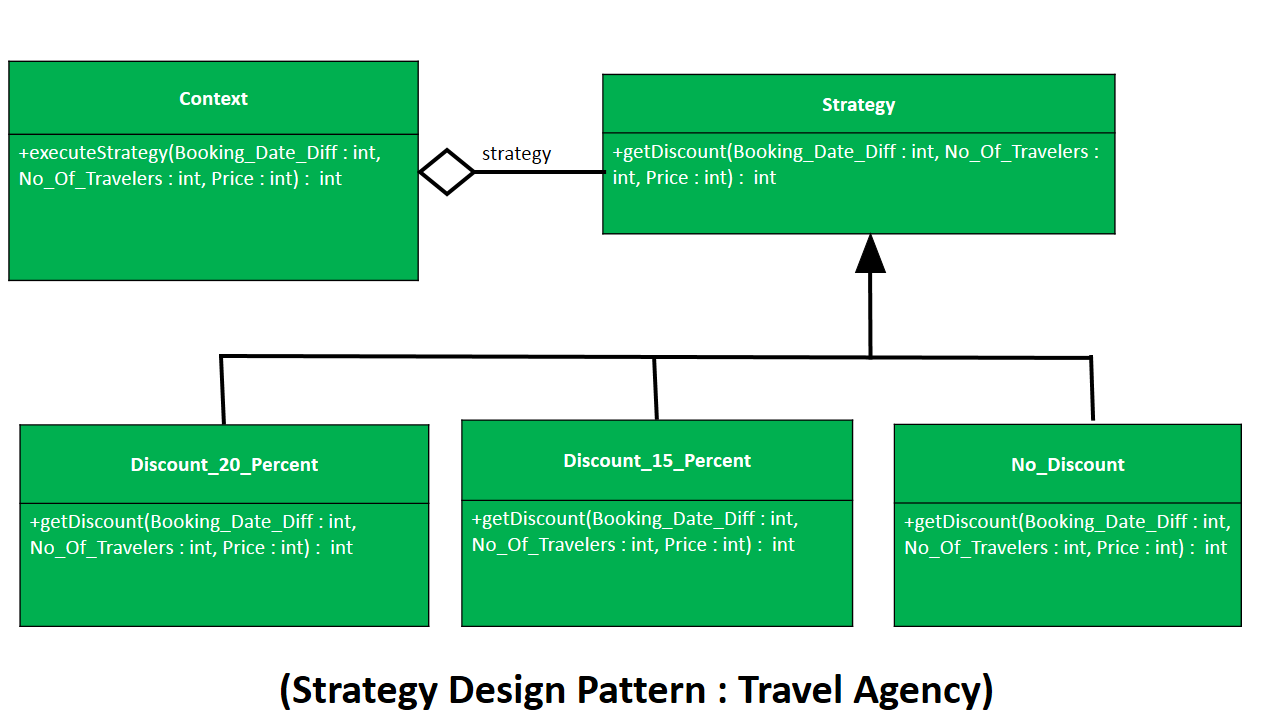 Context
+executeStrategy(Booking_Date_Diff : int,
No_Of_Travelers : int, Price : int) :  int
strategy
Strategy
+getDiscount(Booking_Date_Diff : int, No_Of_Travelers :
int, Price : int) :  int
Discount_20_Percent
+getDiscount(Booking_Date_Diff : int,
No_Of_Travelers : int, Price : int) :  int
Discount_15_Percent
+getDiscount(Booking_Date_Diff : int,
No_Of_Travelers : int, Price : int) :  int
No_Discount
+getDiscount(Booking_Date_Diff : int,
No_Of_Travelers : int, Price : int) :  int
(Strategy Design Pattern : Travel Agency)